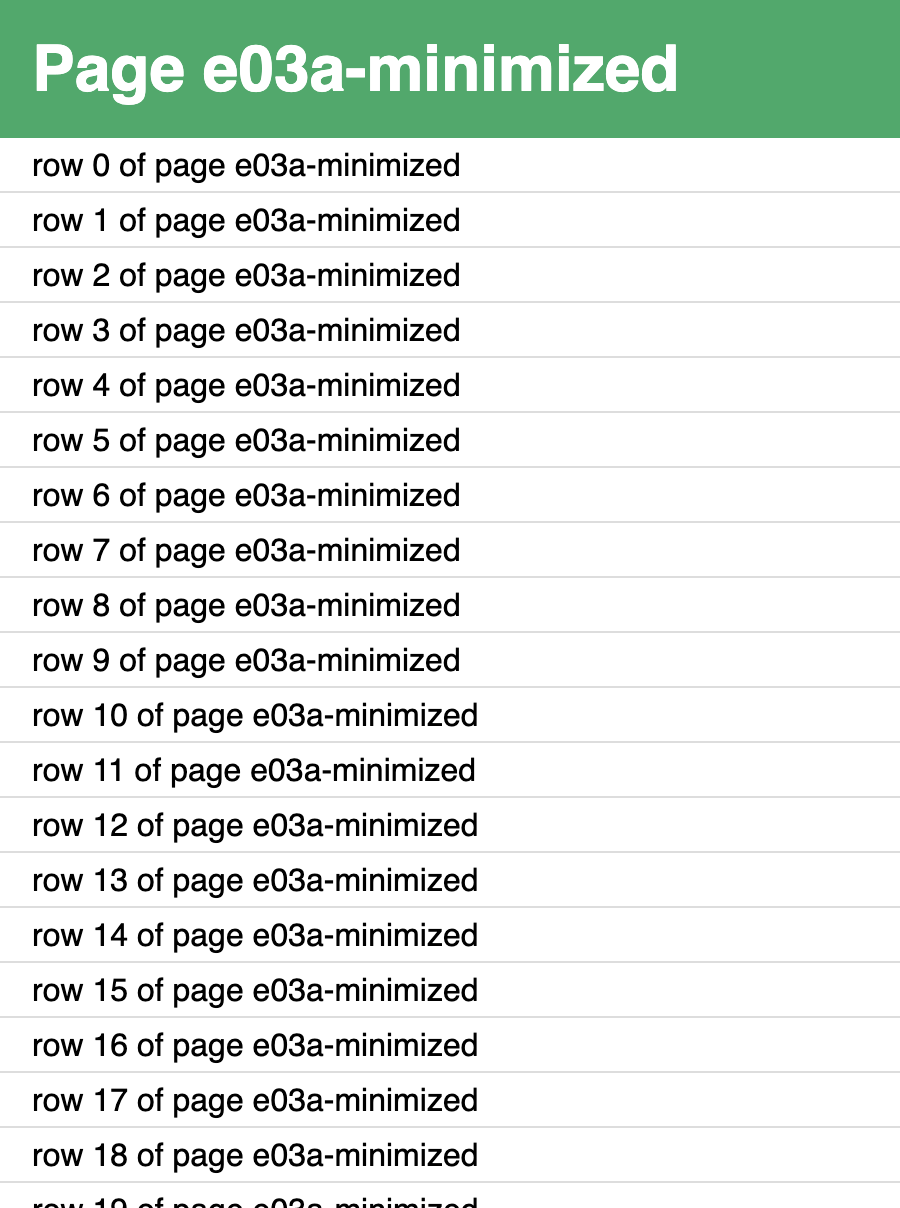 Page e03a-minimized
row 0 of page e03a-minimized
row 1 of page e03a-minimized
row 2 of page e03a-minimized
row 3 of page e03a-minimized
row 4 of page e03a-minimized
row 5 of page e03a-minimized
row 6 of page e03a-minimized
row 7 of page e03a-minimized
row 8 of page e03a-minimized
row 9 of page e03a-minimized
row 10 of page e03a-minimized
row 11 of page e03a-minimized
row 12 of page e03a-minimized
row 13 of page e03a-minimized
row 14 of page e03a-minimized
row 15 of page e03a-minimized
row 16 of page e03a-minimized
row 17 of page e03a-minimized
row 18 of page e03a-minimized
row 19 of page e03a-minimized